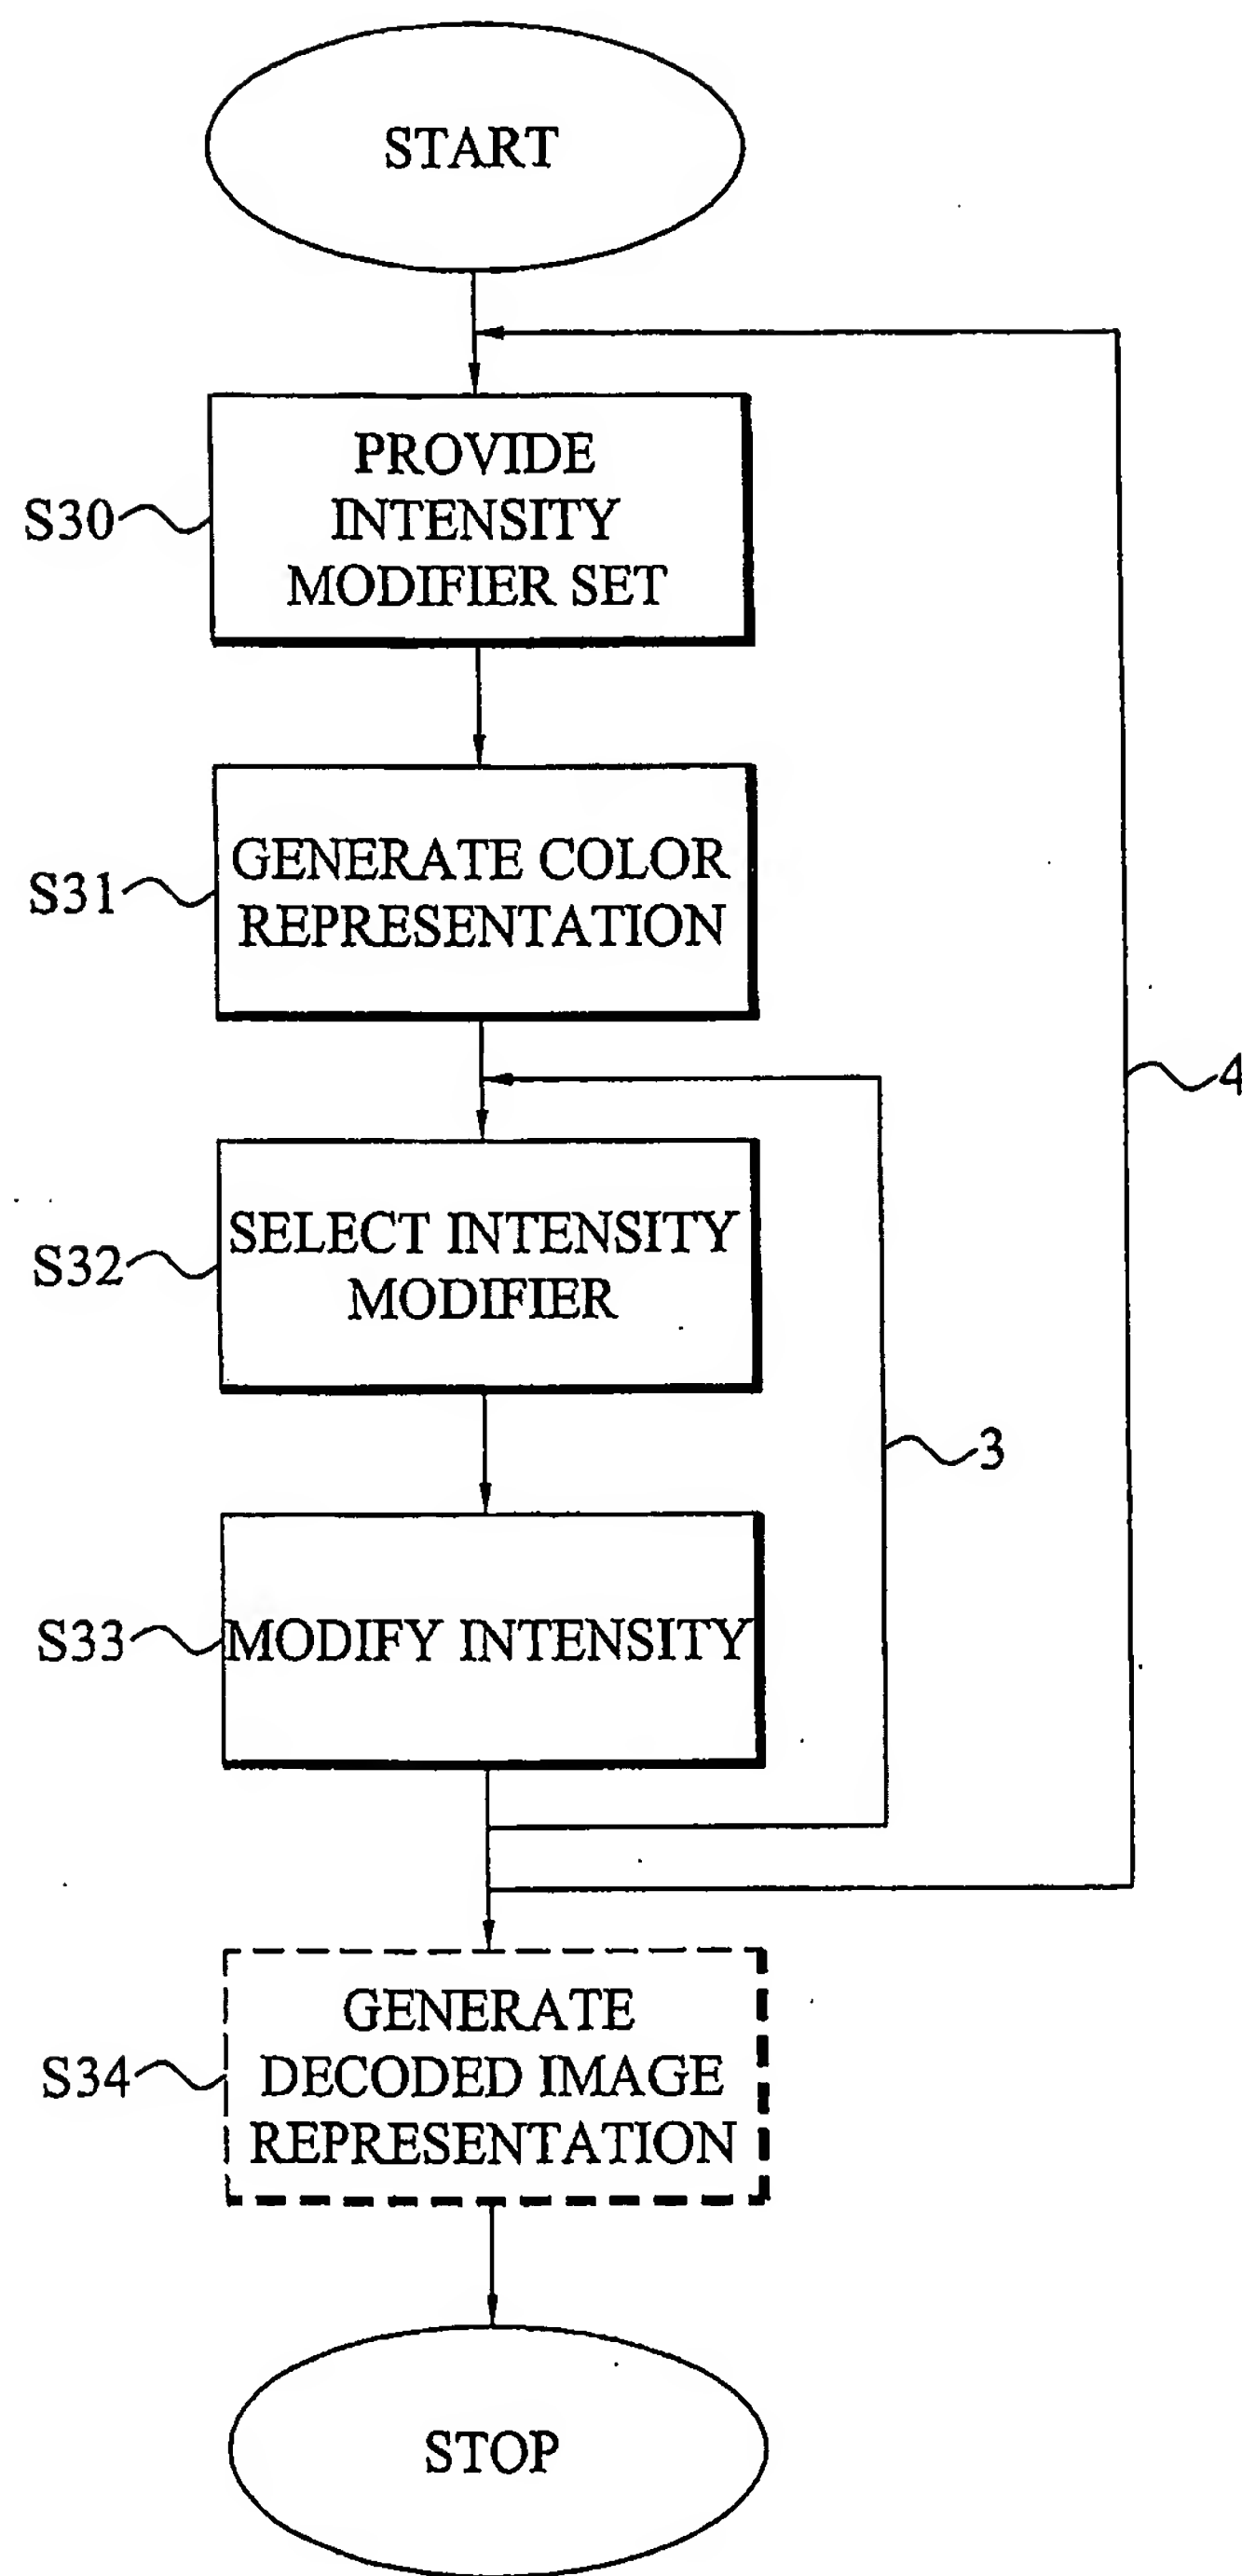 START
S30
PROVIDE
INTENSITY
MODIFIER SET
S31
GENERATE COLOR
REPRESENTATION
4
S32
SELECT INTENSITY
MODIFIER
3
S33
MODIFY INTENSITY
S34
GENERATE
DECODED IMAGE
REPRESENTATION
STOP